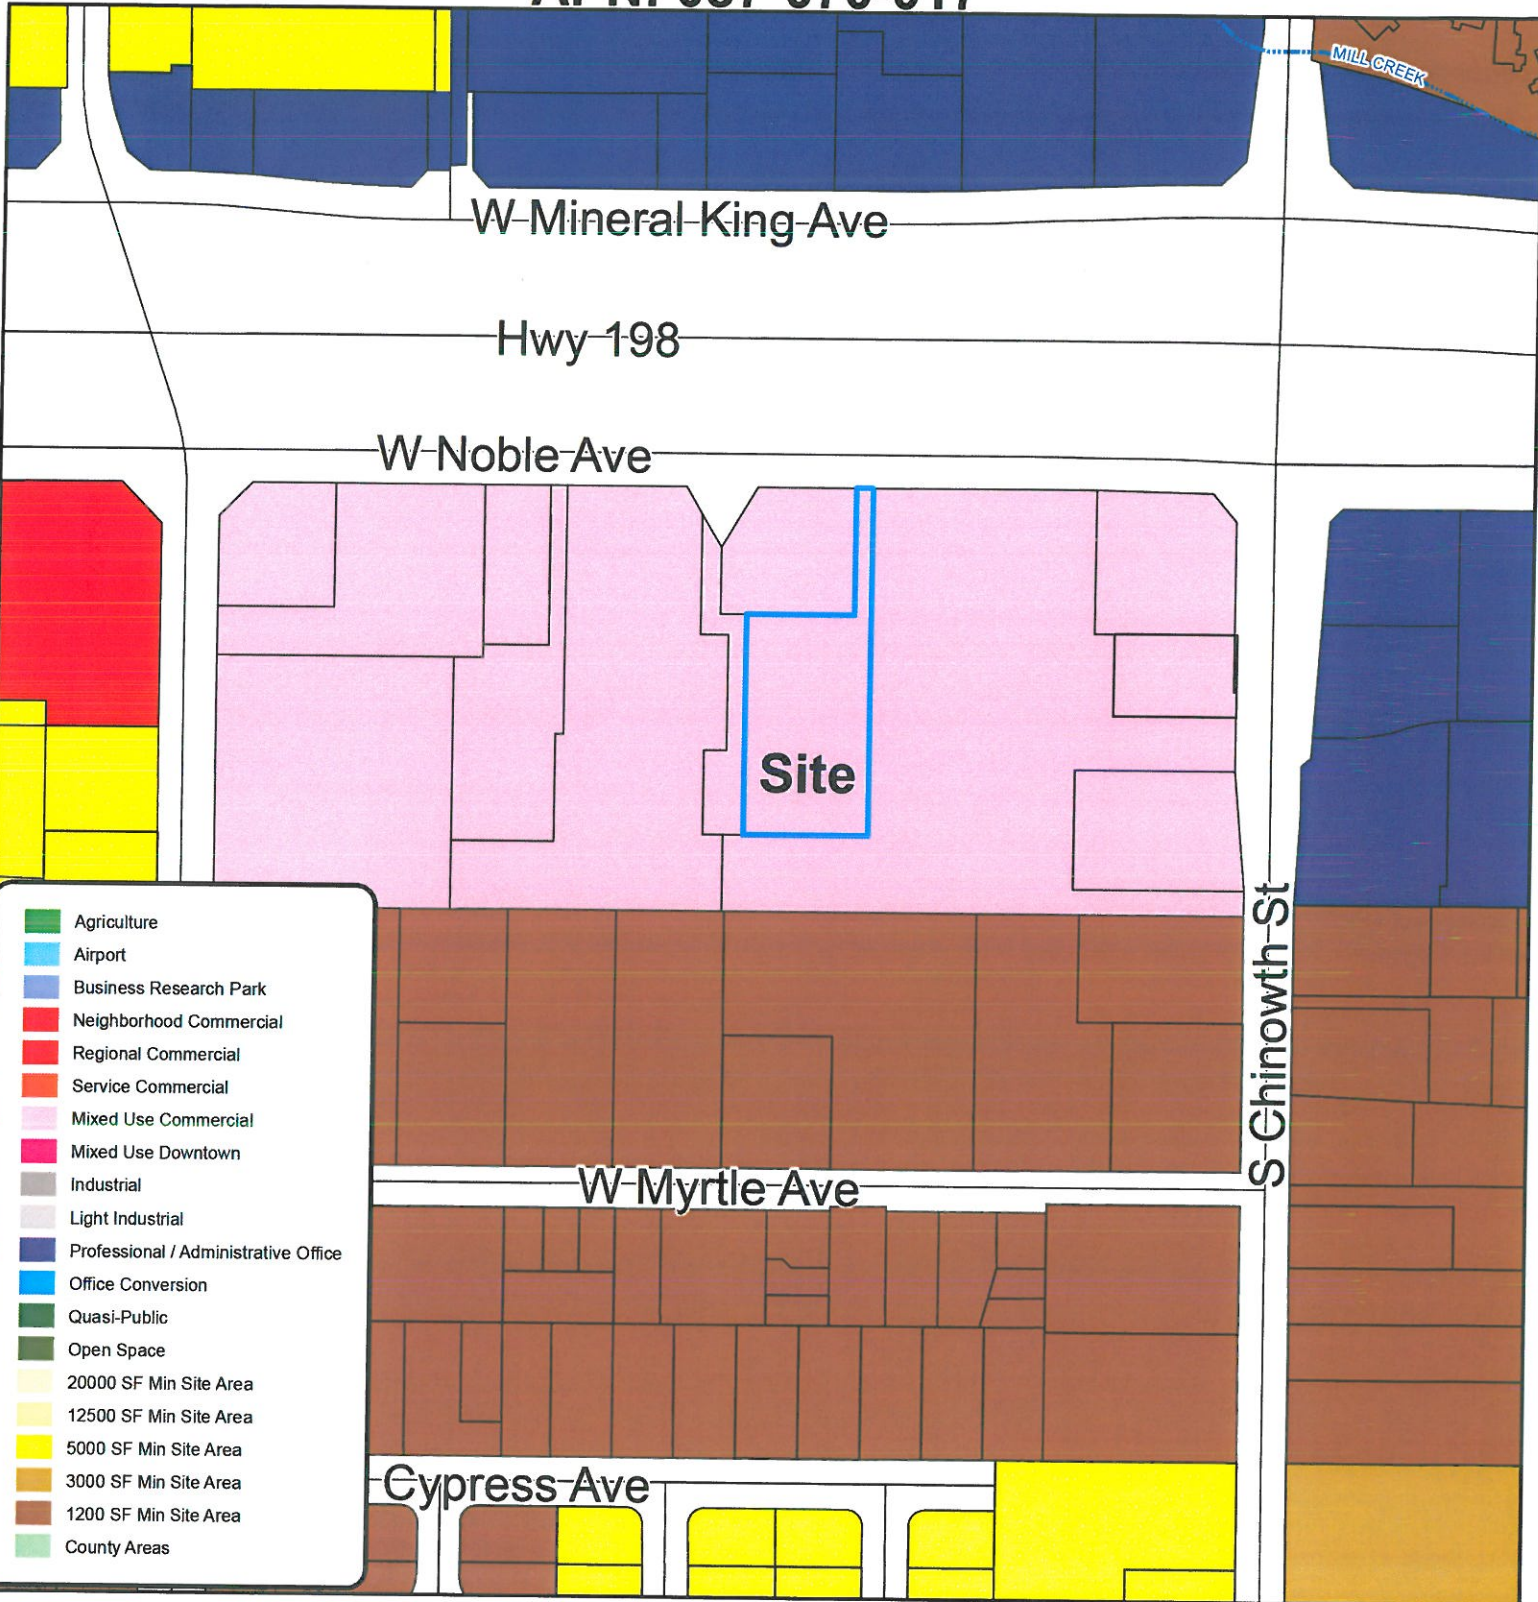 MILL CREEK
W Mineral King Ave
Hwy 198
W Noble Ave
Site
S Chinowth St
W Myrtle Ave
Cypress Ave
Agriculture
Airport
Business Research Park
Neighborhood Commercial
Regional Commercial
Service Commercial
Mixed Use Commercial
Mixed Use Downtown
Industrial
Light Industrial
Professional / Administrative Office
Office Conversion
Quasi-Public
Open Space
20000 SF Min Site Area
12500 SF Min Site Area
5000 SF Min Site Area
3000 SF Min Site Area
1200 SF Min Site Area
County Areas